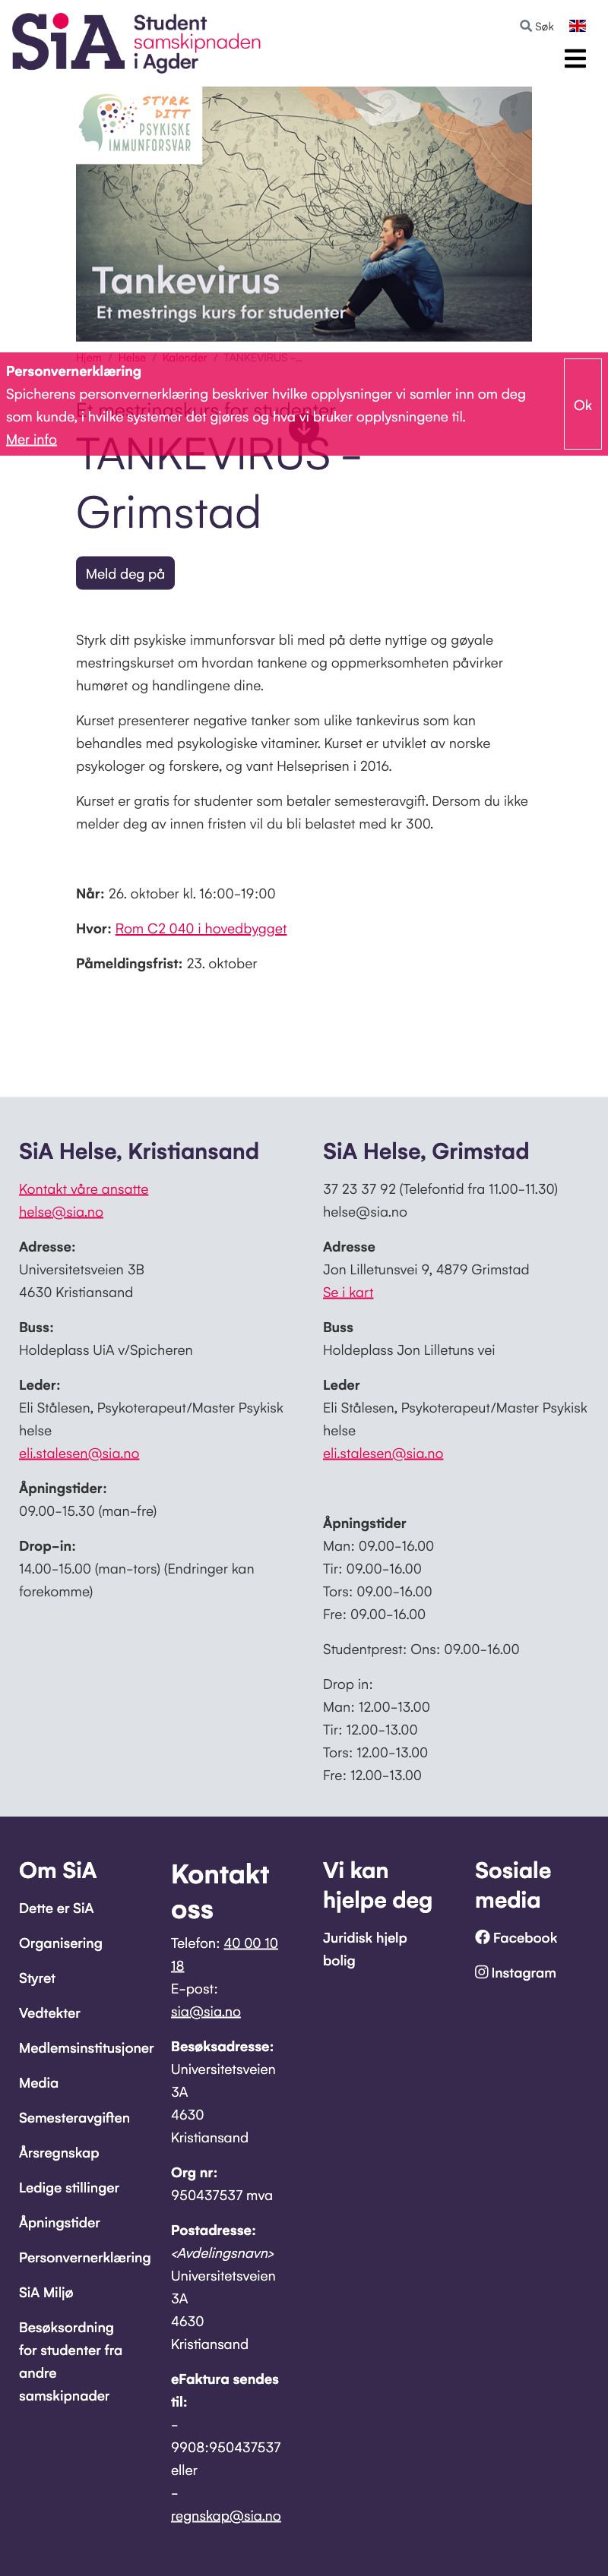 SiA Student
samskipnaden
i Agder
Søk
STYRK
DITT
PSYKISKE
IMMUNFORSVAR
Tankevirus
Et mestrings kurs for studenter
Hjem / Helse / Kalender / TANKEVIRUS -...
Personvernerklæring
Spicherens personvernerklæring beskriver hvilke opplysninger vi samler inn om deg
som kunde, i hvilke systemer det gjøres og hva vi bruker opplysningene til.
Mer info
Ok
Et mestringskurs for studenter
TANKEVIRUS -
Grimstad
Meld deg på
Styrk ditt psykiske immunforsvar bli med på dette nyttige og gøyale
mestringskurset om hvordan tankene og oppmerksomheten påvirker
humøret og handlingene dine.
Kurset presenterer negative tanker som ulike tankevirus som kan
behandles med psykologiske vitaminer. Kurset er utviklet av norske
psykologer og forskere, og vant Helseprisen i 2016.
Kurset er gratis for studenter som betaler semesteravgift. Dersom du ikke
melder deg av innen fristen vil du bli belastet med kr 300.
Når: 26. oktober kl. 16:00-19:00
Hvor: Rom C2 040 i hovedbygget
Påmeldingsfrist: 23. oktober
SiA Helse, Kristiansand
Kontakt våre ansatte
helse@sia.no
Adresse:
Universitetsveien 3B
4630 Kristiansand
Buss:
Holdeplass UiA v/Spicheren
Leder:
Eli Stålesen, Psykoterapeut/Master Psykisk
helse
eli.stalesen@sia.no
Åpningstider:
09.00-15.30 (man-fre)
Drop-in:
14.00-15.00 (man-tors) (Endringer kan
forekomme)
SiA Helse, Grimstad
37 23 37 92 (Telefontid fra 11.00-11.30)
helse@sia.no
Adresse
Jon Lilletunsvei 9, 4879 Grimstad
Se i kart
Buss
Holdeplass Jon Lilletuns vei
Leder
Eli Stålesen, Psykoterapeut/Master Psykisk
helse
eli.stalesen@sia.no
Åpningstider
Man: 09.00-16.00
Tir: 09.00-16.00
Tors: 09.00-16.00
Fre: 09.00-16.00
Studentprest: Ons: 09.00-16.00
Drop in:
Man: 12.00-13.00
Tir: 12.00-13.00
Tors: 12.00-13.00
Fre: 12.00-13.00
Om SiA
Dette er SiA
Organisering
Styret
Vedtekter
Medlemsinstitusjoner
Media
Semesteravgiften
Årsregnskap
Ledige stillinger
Åpningstider
Personvernerklæring
SiA Miljø
Besøksordning
for studenter fra
andre
samskipnader
Kontakt
oss
Telefon: 40 00 10
18
E-post:
sia@sia.no
Besøksadresse:
Universitetsveien
3A
4630
Kristiansand
Org nr:
950437537 mva
Postadresse:
<Avdelingsnavn>
Universitetsveien
3A
4630
Kristiansand
eFaktura sendes
til:
-
9908:950437537
eller
-
regnskap@sia.no
Vi kan
hjelpe deg
Juridisk hjelp
bolig
Sosiale
media
Facebook
Instagram